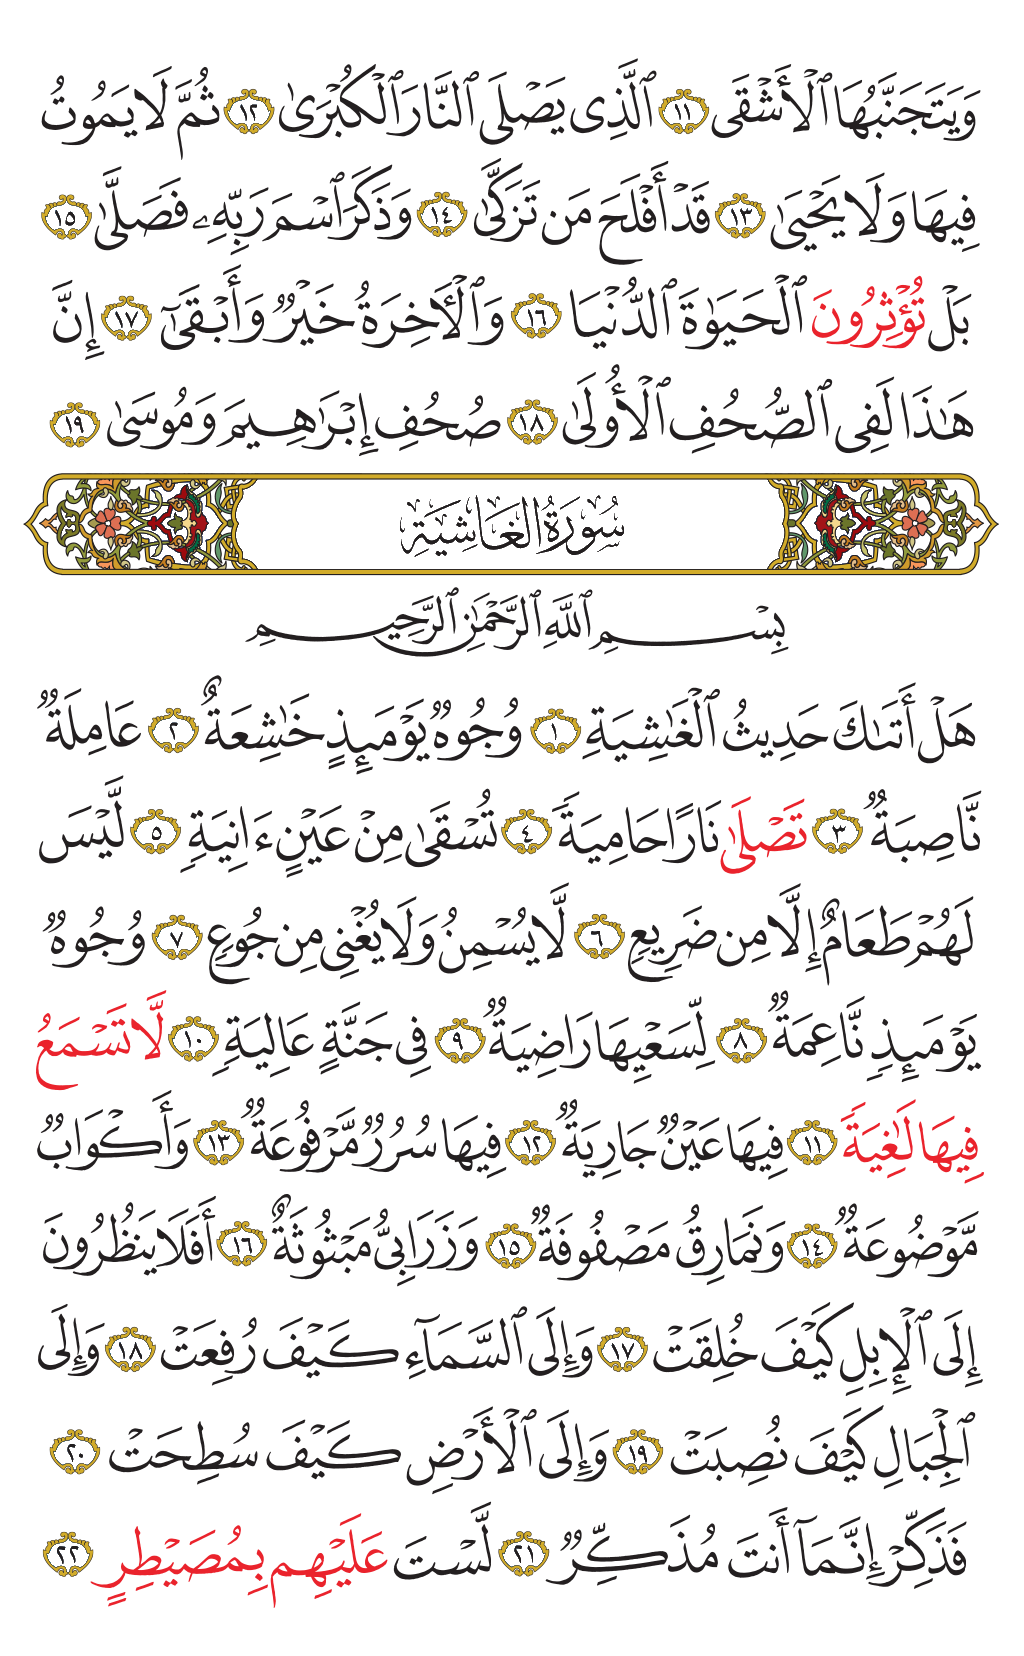 وَيَتَجَنَّبُهَا ٱلْأَشْقَى ١١ ٱلَّذِى يَصْلَى ٱلنَّارَ ٱلْكُبْرَىٰ ١٢ ثُمَّ لَا يَمُوتُ
فِيهَا وَلَا يَحْيَىٰ ١٣ قَدْ أَفْلَحَ مَن تَزَكَّىٰ ١٤ وَذَكَرَ ٱسْمَ رَبِّهِۦ فَصَلَّىٰ ١٥
بَلْ تُؤْثِرُونَ ٱلْحَيَوٰةَ ٱلدُّنْيَا ١٦ وَٱلْأَخِرَةُ خَيْرٌ وَأَبْقَىٰٓ ١٧ إِنَّ
هَٰذَا لَفِى ٱلصُّحُفِ ٱلْأُولَىٰ ١٨ صُحُفِ إِبْرَٰهِيمَ وَمُوسَىٰ ١٩
سُورَةُ الغَاشِيَةِ
بِسْمِ ٱللَّهِ ٱلرَّحْمَٰنِ ٱلرَّحِيمِ
هَلْ أَتَىٰكَ حَدِيثُ ٱلْغَٰشِيَةِ ١ وُجُوهٌ يَوْمَئِذٍ خَٰشِعَةٌ ٢ عَامِلَةٌ
نَّاصِبَةٌ ٣ تَصْلَىٰ نَارًا حَامِيَةً ٤ تُسْقَىٰ مِنْ عَيْنٍ ءَانِيَةٍ ٥ لَّيْسَ
لَهُمْ طَعَامٌ إِلَّا مِن ضَرِيعٍ ٦ لَّا يُسْمِنُ وَلَا يُغْنِى مِن جُوعٍ ٧ وُجُوهٌ
يَوْمَئِذٍ نَّاعِمَةٌ ٨ لِّسَعْيِهَا رَاضِيَةٌ ٩ فِى جَنَّةٍ عَالِيَةٍ ١٠ لَّا تَسْمَعُ
فِيهَا لَٰغِيَةً ١١ فِيهَا عَيْنٌ جَارِيَةٌ ١٢ فِيهَا سُرُرٌ مَّرْفُوعَةٌ ١٣ وَأَكْوَابٌ
مَّوْضُوعَةٌ ١٤ وَنَمَارِقُ مَصْفُوفَةٌ ١٥ وَزَرَابِىُّ مَبْثُوثَةٌ ١٦ أَفَلَا يَنظُرُونَ
إِلَى ٱلْإِبِلِ كَيْفَ خُلِقَتْ ١٧ وَإِلَى ٱلسَّمَآءِ كَيْفَ رُفِعَتْ ١٨ وَإِلَى
ٱلْجِبَالِ كَيْفَ نُصِبَتْ ١٩ وَإِلَى ٱلْأَرْضِ كَيْفَ سُطِحَتْ ٢٠
فَذَكِّرْ إِنَّمَآ أَنتَ مُذَكِّرٌ ٢١ لَّسْتَ عَلَيْهِم بِمُصَيْطِرٍ ٢٢